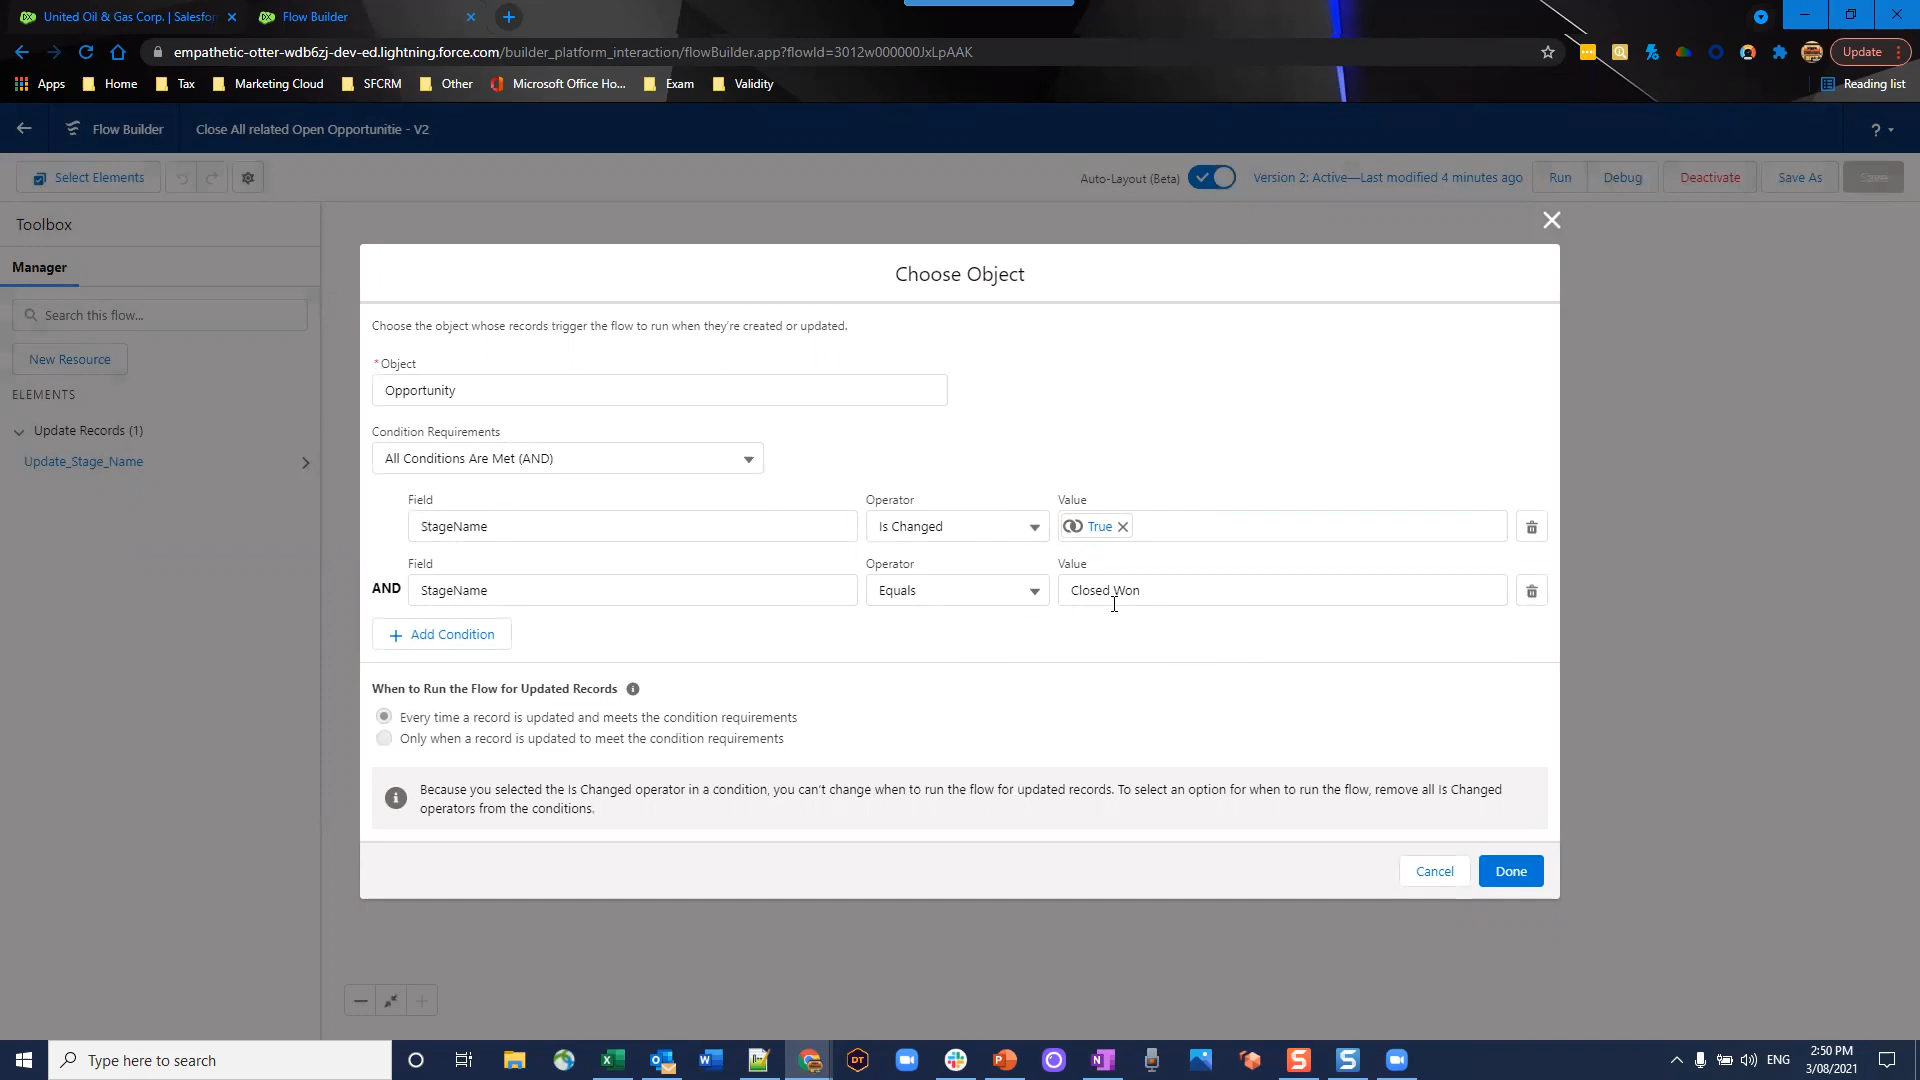 United Oil & Gas Corp. | Salesfor
Flow Builder
empathetic-otter-wdb6zj-dev-ed.lightning.force.com/builder_platform_interaction/flowBuilder.app?flowId=3012w000000JxLpAAK
Update
Apps
Home
Tax
Marketing Cloud
SFCRM
Other
Microsoft Office Ho...
Exam
Validity
Reading list
Flow Builder
Close All related Open Opportunitie - V2
?
Select Elements
Auto-Layout (Beta)
Version 2: Active—Last modified 4 minutes ago
Run
Debug
Deactivate
Save As
Save
Toolbox
Manager
Search this flow...
New Resource
ELEMENTS
Update Records (1)
Update_Stage_Name
Choose Object
Choose the object whose records trigger the flow to run when they're created or updated.
*Object
Opportunity
Condition Requirements
All Conditions Are Met (AND)
Field
Operator
Value
StageName
Is Changed
True
Field
Operator
Value
AND
StageName
Equals
Closed Won
Add Condition
When to Run the Flow for Updated Records
Every time a record is updated and meets the condition requirements
Only when a record is updated to meet the condition requirements
Because you selected the Is Changed operator in a condition, you can't change when to run the flow for updated records. To select an option for when to run the flow, remove all Is Changed
operators from the conditions.
Cancel
Done
Type here to search
DT
ENG
2:50 PM
3/08/2021